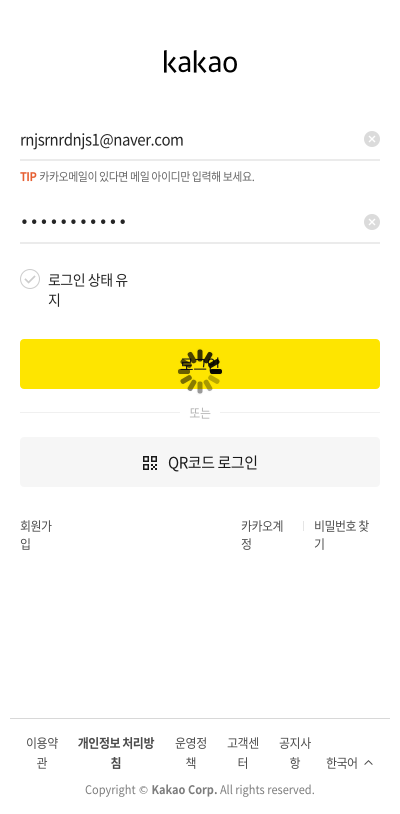 kakao
rnjsrnrdnjs1@naver.com
TIP 카카오메일이 있다면 메일 아이디만 입력해 보세요.
•••••••••••
로그인 상태 유
지
또는
QR코드 로그인
회원가 카카오계 비밀번호 찾
입 정 기
이용약 개인정보 처리방 운영정 고객센 공지사
관 침 책 터 항 한국어
Copyright © Kakao Corp. All rights reserved.